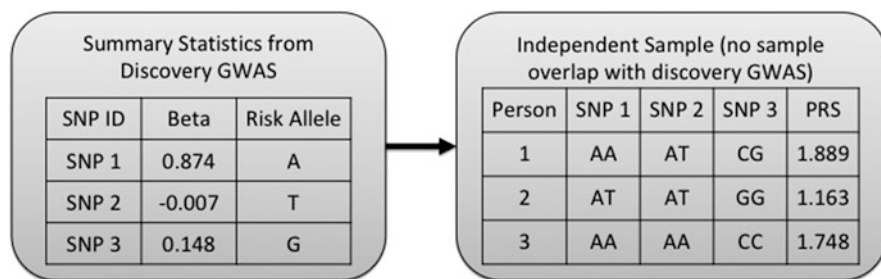 Summary Statistics from
Discovery GWAS
SNP ID Beta Risk Allele
SNP 1 0.874 A
SNP 2 -0.007 T
SNP 3 0.148 G
Independent Sample (no sample
overlap with discovery GWAS)
Person SNP 1 SNP 2 SNP 3 PRS
1 AA AT CG 1.889
2 AT AT GG 1.163
3 AA AA CC 1.748